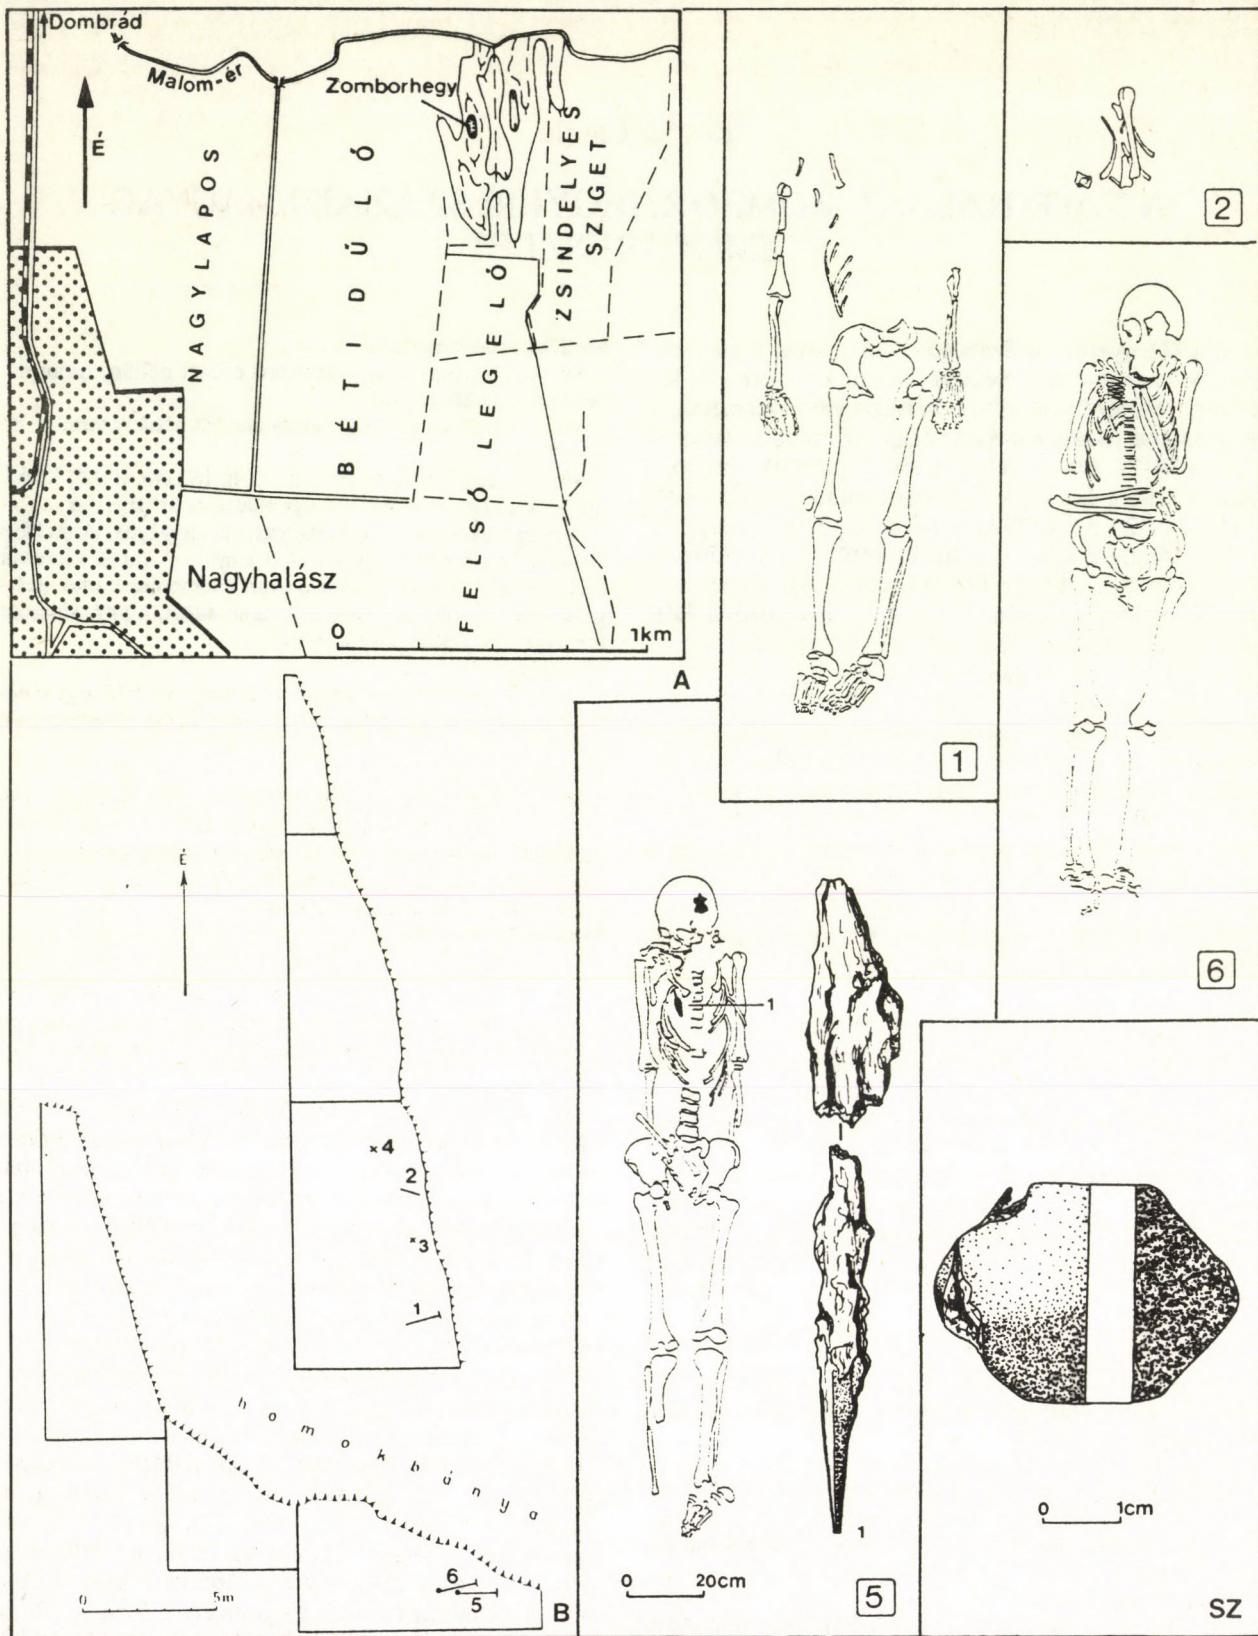 Dombrád
Malom-ér
Zomborhegy
É
NAGYLAPOS
BÉTIDÚLÓ
FELSŐ LEGELŐ
ZSINDELYES
SZIGET
Nagyhalász
0 1km
A
1
2
6
É
×4
2
×3
1
homokbánya
6
5
0 5m
B
1
1
0 20cm
5
0 1cm
SZ